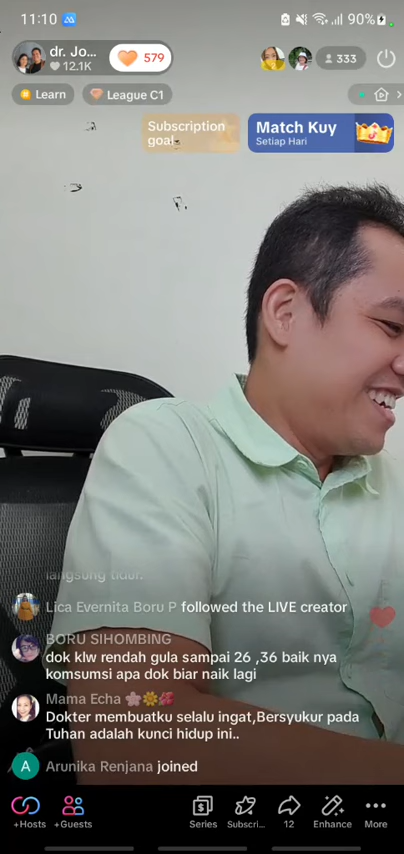 11:10
90%
dr. Jo...
12.1K
579
333
Learn
League C1
Subscription
goal
Match Kuy
Setiap Hari
langsung tidur.
Lica Evernita Boru P followed the LIVE creator
BORU SIHOMBING
dok klw rendah gula sampai 26 ,36 baik nya
komsumsi apa dok biar naik lagi
Mama Echa
Dokter membuatku selalu ingat,Bersyukur pada
Tuhan adalah kunci hidup ini..
A
Arunika Renjana joined
+Hosts
+Guests
Series
Subscri...
12
Enhance
More